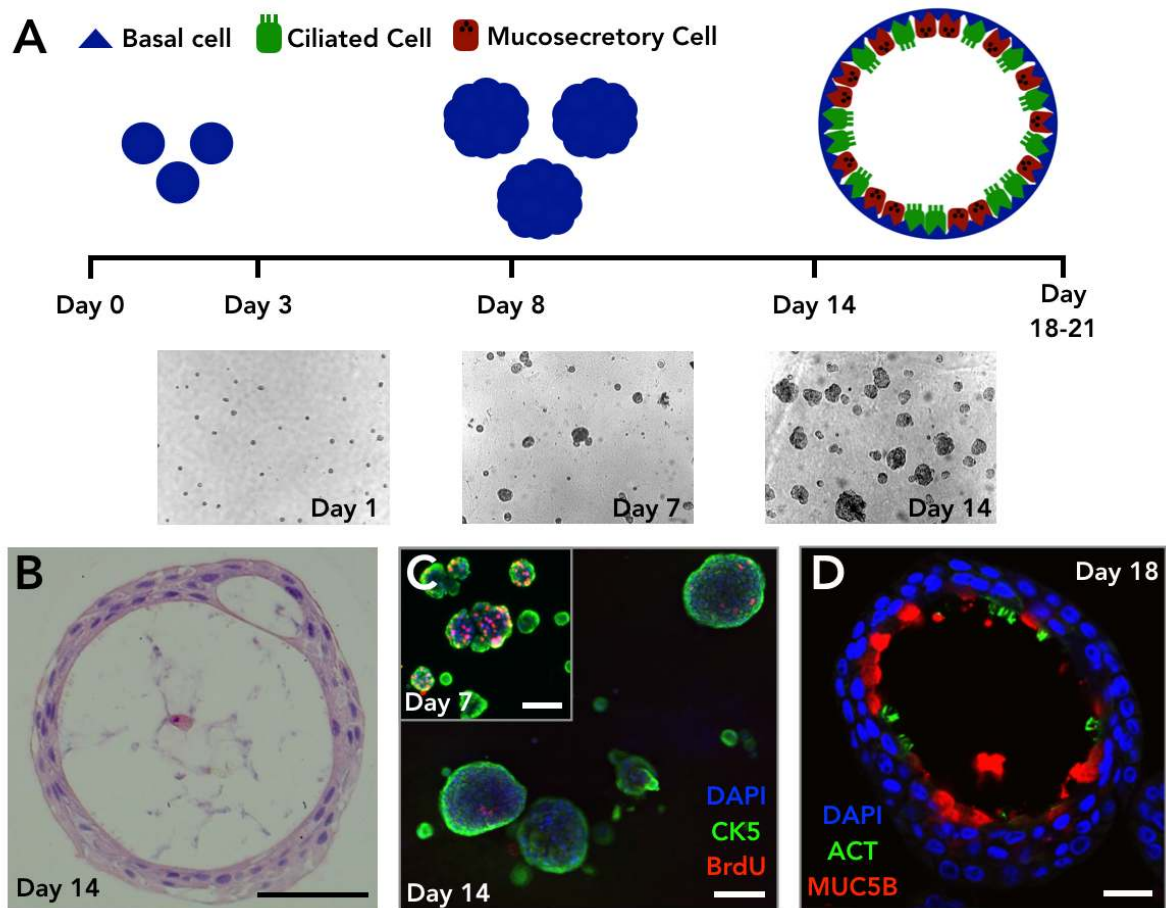 A
Basal cell
Ciliated Cell
Mucosecretory Cell
Day 0
Day 3
Day 8
Day 14
Day
18-21
Day 1
Day 7
Day 14
B
Day 14
C
Day 7
DAPI
CK5
BrdU
Day 14
D
Day 18
DAPI
ACT
MUC5B